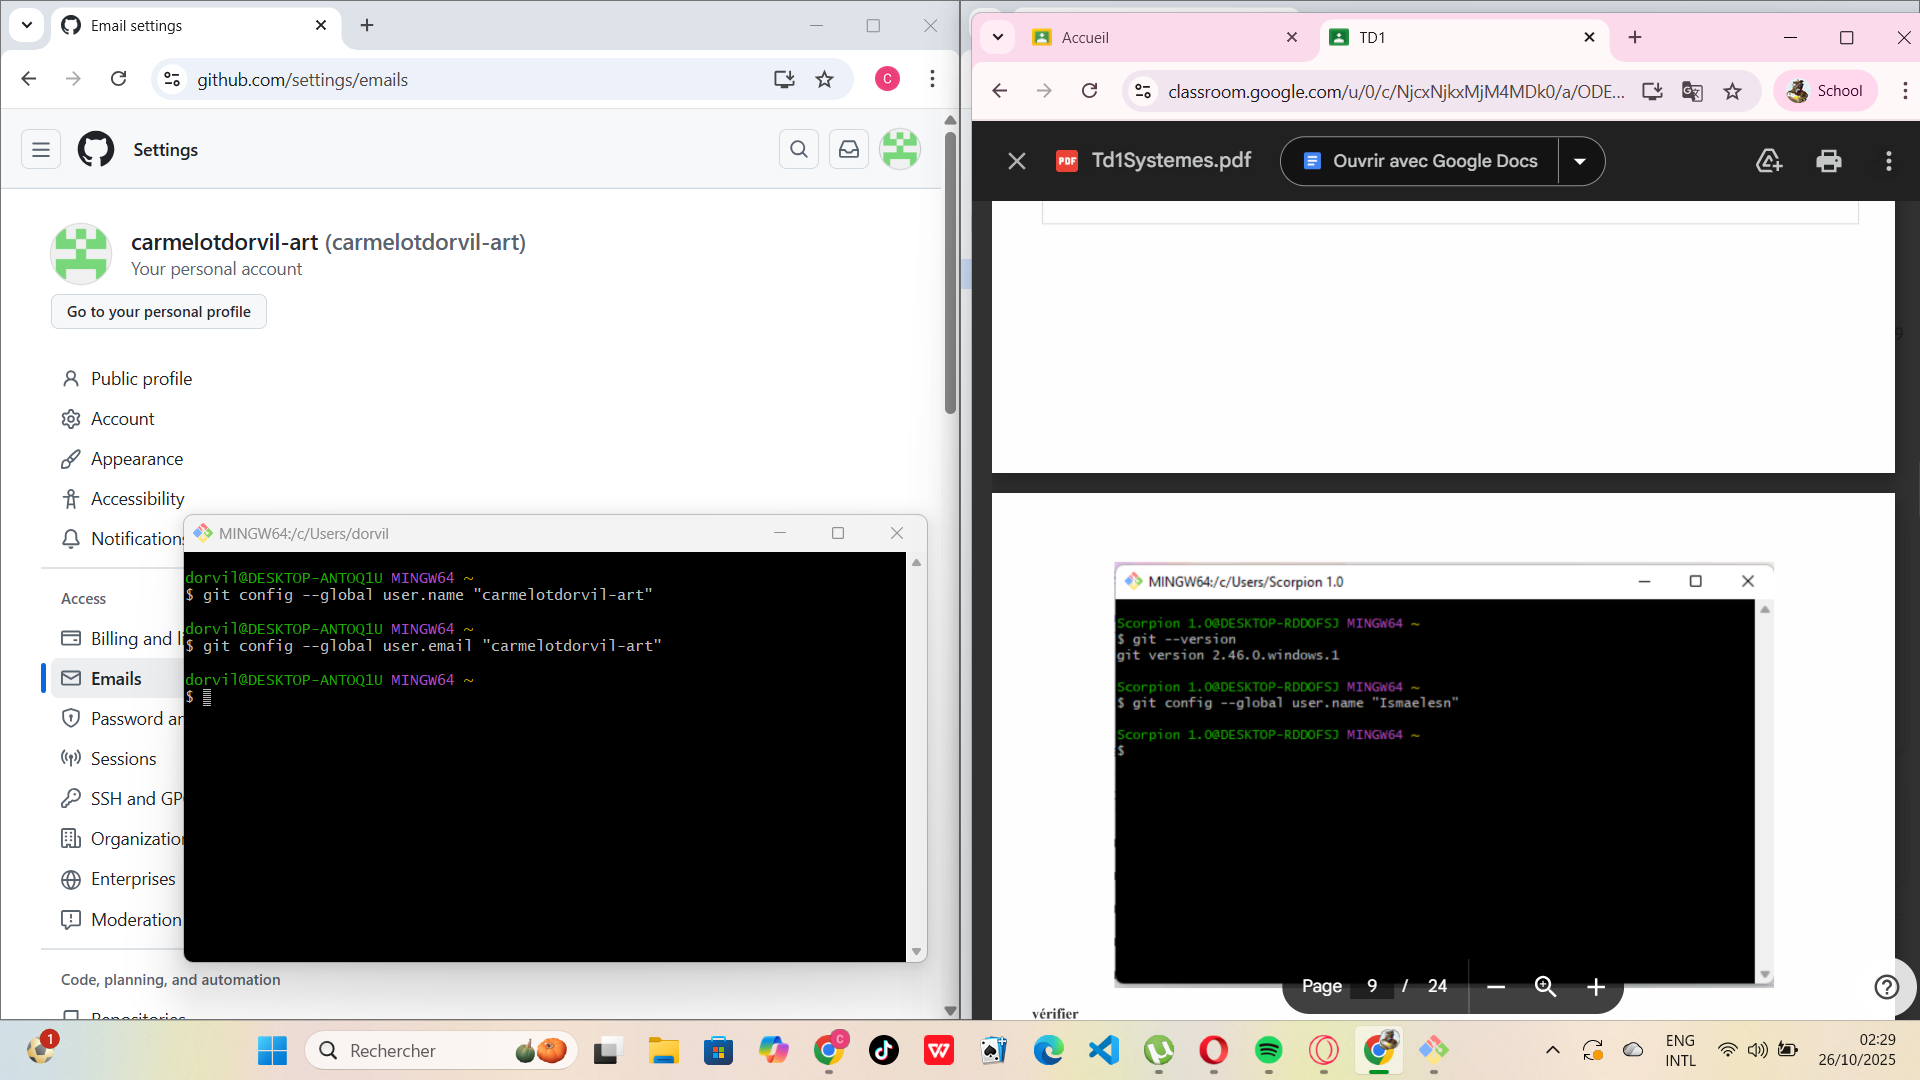 Email settings
github.com/settings/emails
C
Settings
carmelotdorvil-art (carmelotdorvil-art)
Your personal account
Go to your personal profile
Public profile
Account
Appearance
Accessibility
Notifications
Access
Billing and l
Emails
Password ar
Sessions
SSH and GP
Organization
Enterprises
Moderation
Code, planning, and automation
Repositories
MINGW64:/c/Users/dorvil
dorvil@DESKTOP-ANTOQ1U MINGW64 ~
$ git config --global user.name "carmelotdorvil-art"
dorvil@DESKTOP-ANTOQ1U MINGW64 ~
$ git config --global user.email "carmelotdorvil-art"
dorvil@DESKTOP-ANTOQ1U MINGW64 ~
$
Accueil
TD1
classroom.google.com/u/0/c/NjcxNjkxMjM4MDk0/a/ODE...
School
PDF
Td1Systemes.pdf
Ouvrir avec Google Docs
MINGW64:/c/Users/Scorpion 1.0
Scorpion 1.0@DESKTOP-RDDOFSJ MINGW64 ~
$ git --version
git version 2.46.0.windows.1
Scorpion 1.0@DESKTOP-RDDOFSJ MINGW64 ~
$ git config --global user.name "Ismaelesn"
Scorpion 1.0@DESKTOP-RDDOFSJ MINGW64 ~
$
Page 9 / 24
vérifier
1
Rechercher
C
ENG
INTL
02:29
26/10/2025